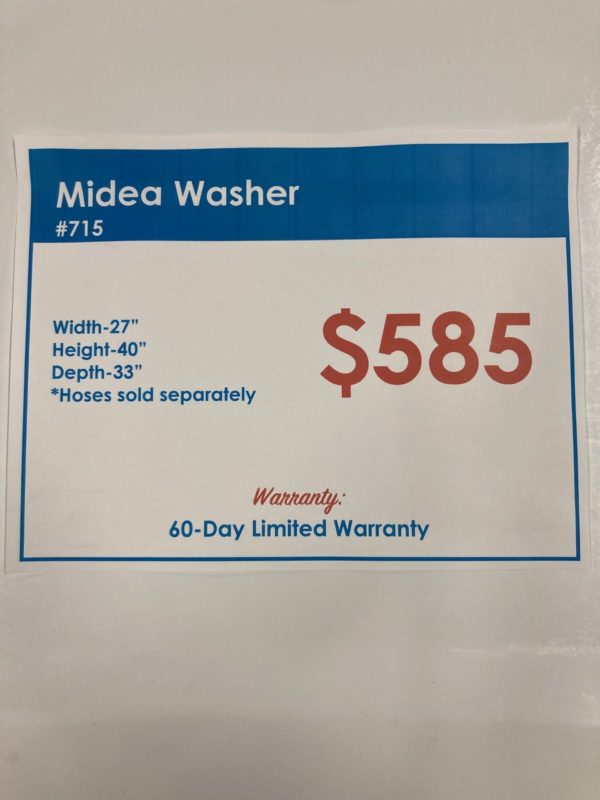 Midea Washer
#715
Width-27”
Height-40”
Depth-33”
*Hoses sold separately
$585
Warranty:
60-Day Limited Warranty